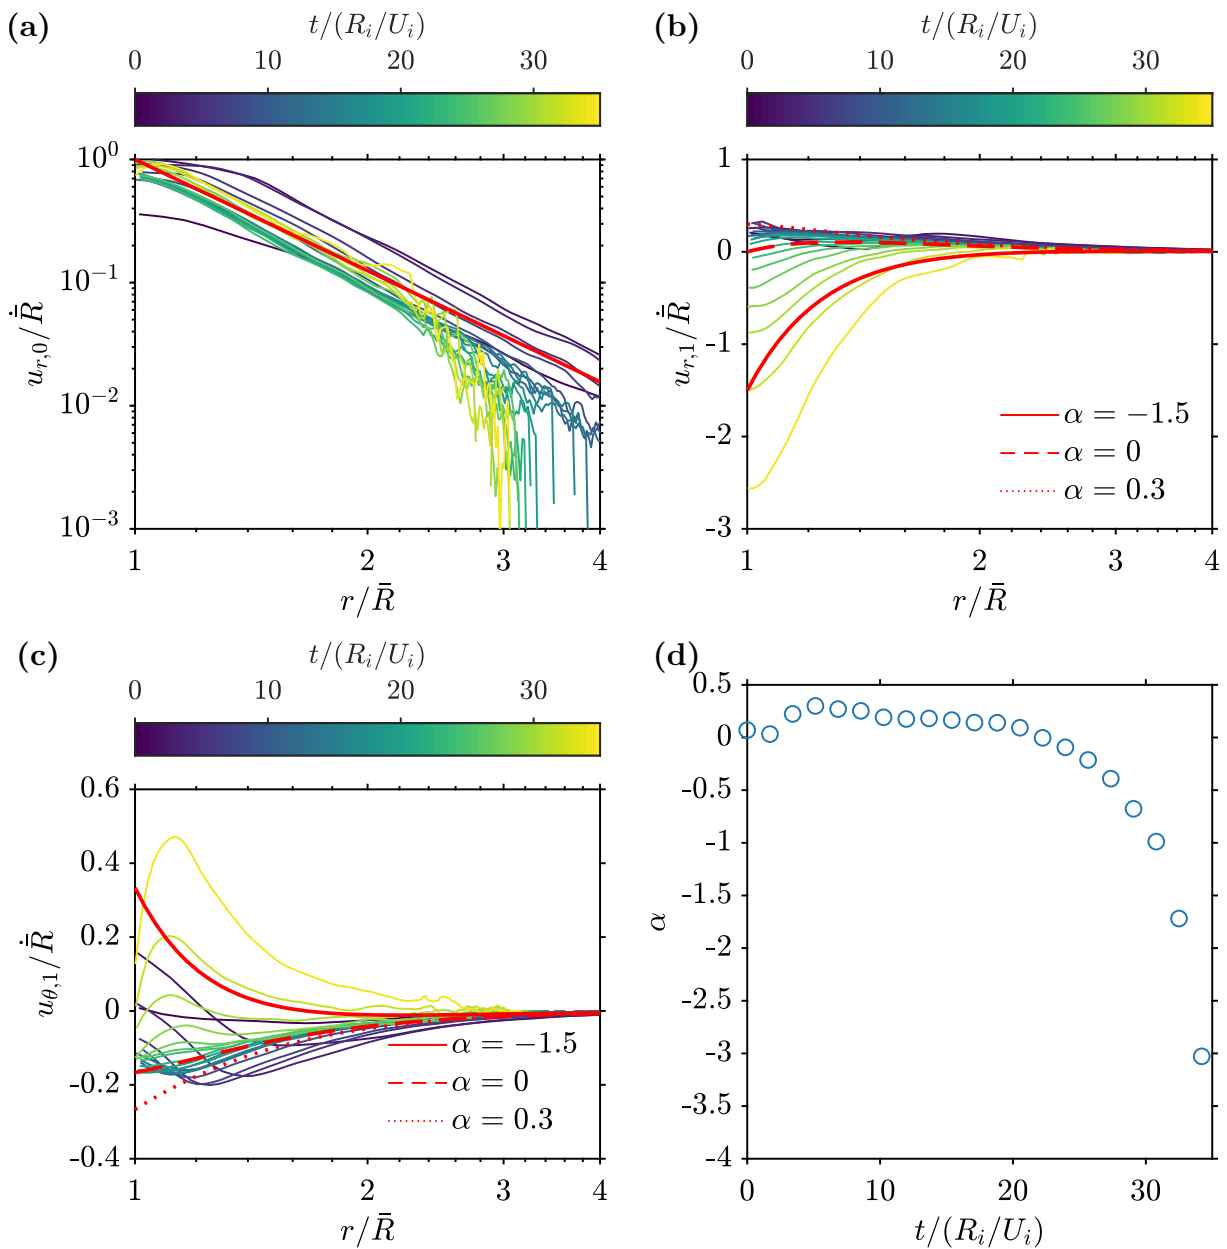 (a)
t/(R_i/U_i)
0 10 20 30
10^0
10^{-1}
10^{-2}
10^{-3}
u_{r,0}/\dot{\bar{R}}
1 2 3 4
r/\bar{R}
(b)
t/(R_i/U_i)
0 10 20 30
1
0
-1
-2
-3
u_{r,1}/\dot{\bar{R}}
α = −1.5
α = 0
α = 0.3
1 2 3 4
r/\bar{R}
(c)
t/(R_i/U_i)
0 10 20 30
0.6
0.4
0.2
0
-0.2
-0.4
u_{θ,1}/\dot{\bar{R}}
α = −1.5
α = 0
α = 0.3
1 2 3 4
r/\bar{R}
(d)
0.5
0
-0.5
-1
-1.5
-2
-2.5
-3
-3.5
-4
α
0 10 20 30
t/(R_i/U_i)